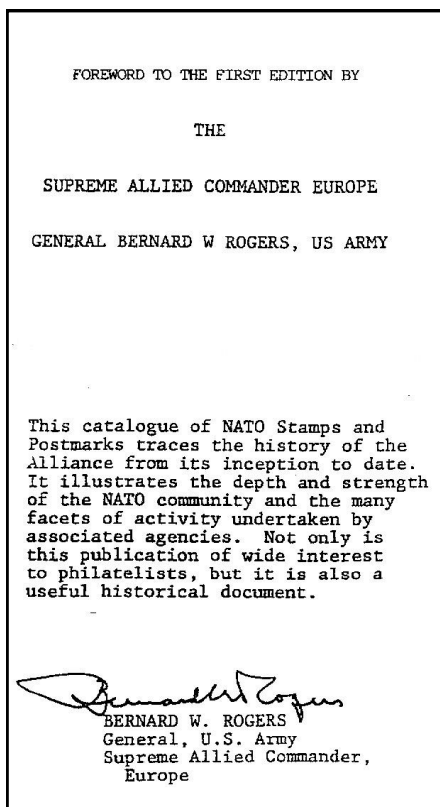 FOREWORD TO THE FIRST EDITION BY
THE
SUPREME ALLIED COMMANDER EUROPE
GENERAL BERNARD W ROGERS, US ARMY
This catalogue of NATO Stamps and
Postmarks traces the history of the
Alliance from its inception to date.
It illustrates the depth and strength
of the NATO community and the many
facets of activity undertaken by
associated agencies. Not only is
this publication of wide interest
to philatelists, but it is also a
useful historical document.
Bernard W Rogers
BERNARD W. ROGERS
General, U.S. Army
Supreme Allied Commander,
Europe